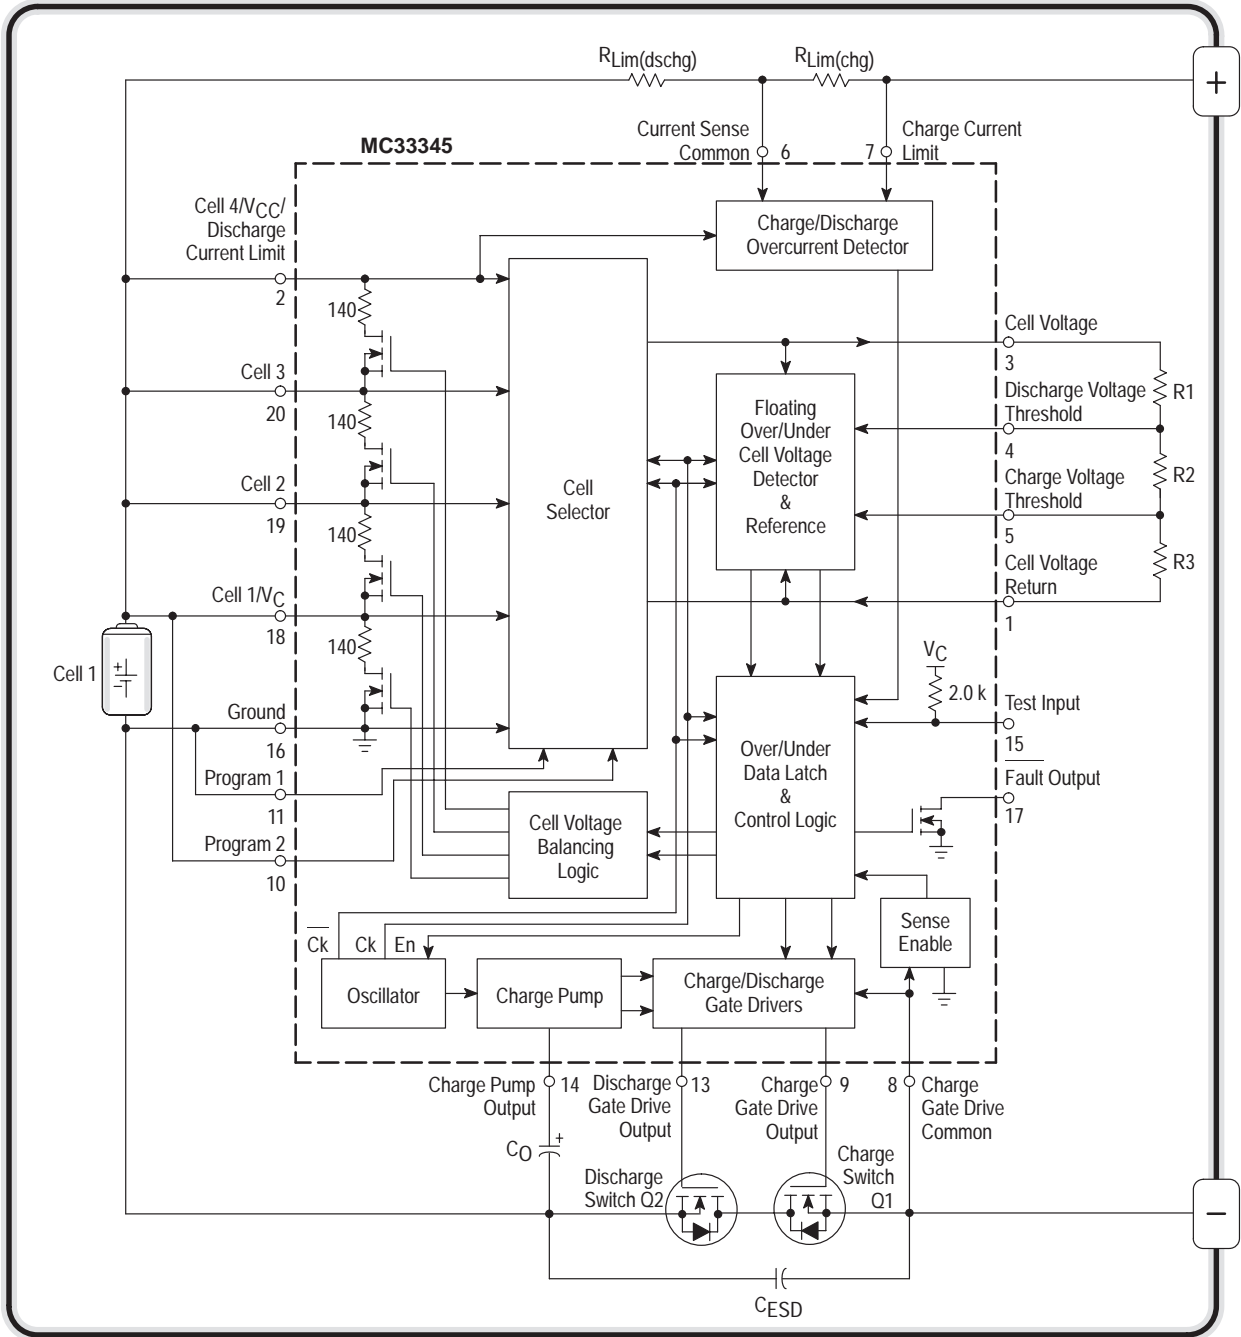 RLim(dschg)
RLim(chg)
+
Current Sense
Common
6
7
Charge Current
Limit
MC33345
Cell 4/VCC/
Discharge
Current Limit
2
Charge/Discharge
Overcurrent Detector
140
Cell Voltage
3
Cell 3
20
Discharge Voltage
Threshold
4
R1
140
Floating
Over/Under
Cell Voltage
Detector
&
Reference
Cell 2
19
Cell
Selector
Charge Voltage
Threshold
5
R2
140
Cell Voltage
Return
1
R3
Cell 1/VC
18
140
Cell 1
+
−
VC
2.0 k
Test Input
15
Ground
16
Over/Under
Data Latch
&
Control Logic
Program 1
11
Fault Output
17
Cell Voltage
Balancing
Logic
Program 2
10
Ck
Ck
En
Sense
Enable
Oscillator
Charge Pump
Charge/Discharge
Gate Drivers
Charge Pump
Output
14
Discharge
Gate Drive
Output
13
Charge
Gate Drive
Output
9
8
Charge
Gate Drive
Common
CO
+
Discharge
Switch Q2
Charge
Switch
Q1
−
CESD